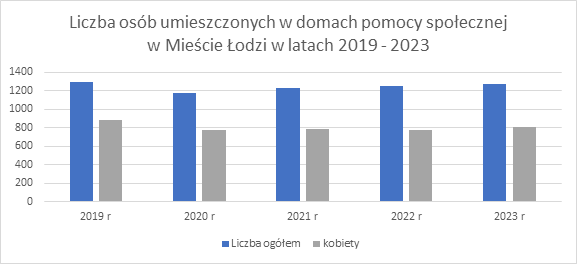 Liczba osób umieszczonych w domach pomocy społecznej
w Mieście Łodzi w latach 2019 - 2023
1400
1200
1000
800
600
400
200
0
2019 r 2020 r 2021 r 2022 r 2023 r
Liczba ogółem kobiety